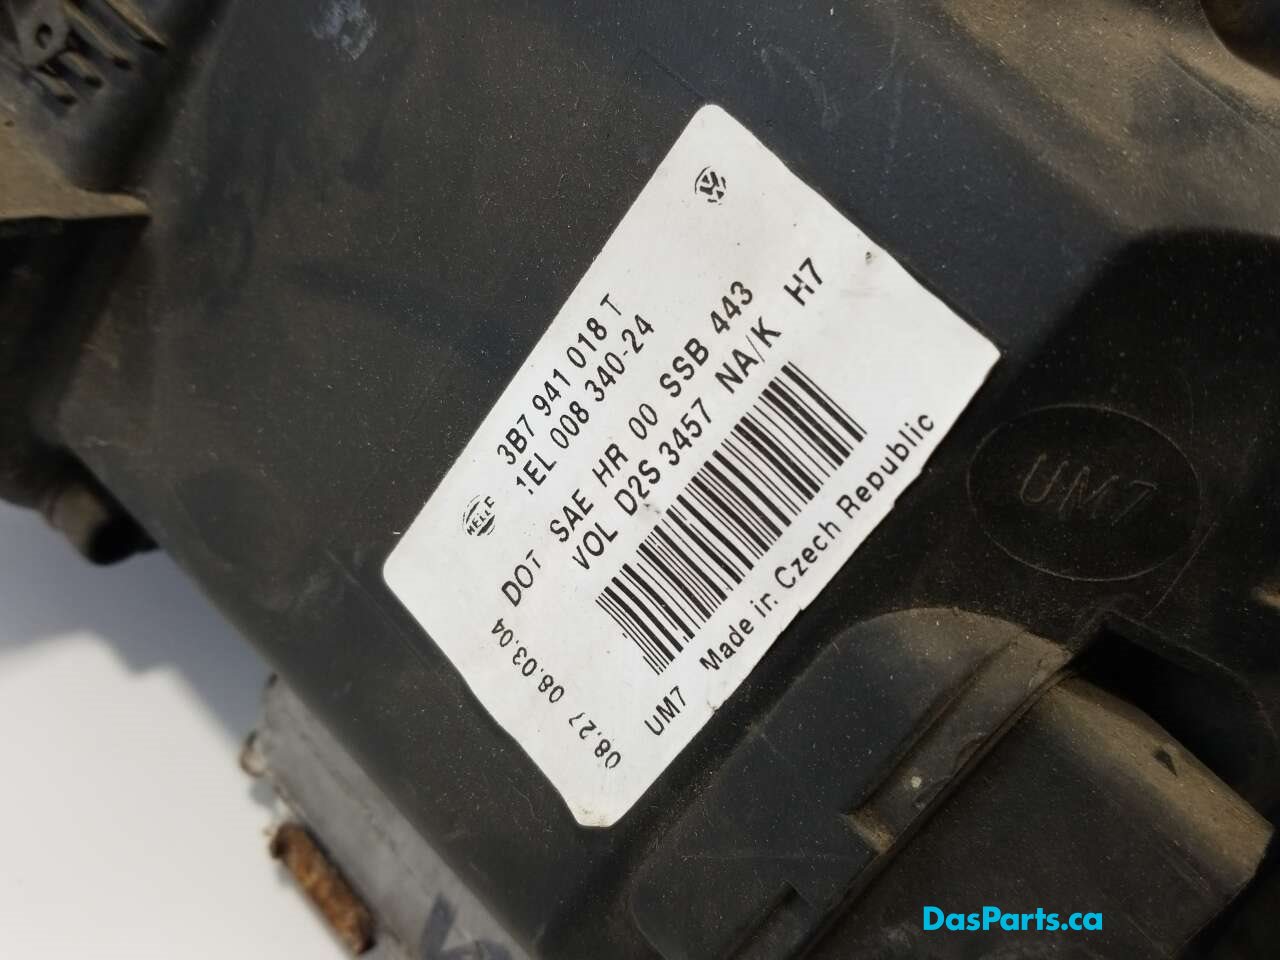 3B7 941 018 T
1EL 008 340-24
HELLE
DOT SAE HR 00 SSB 443
VOL D2S 3457 NA/K H7
08.27 08.03.04
UM7 Made in Czech Republic
UM7
DasParts.ca